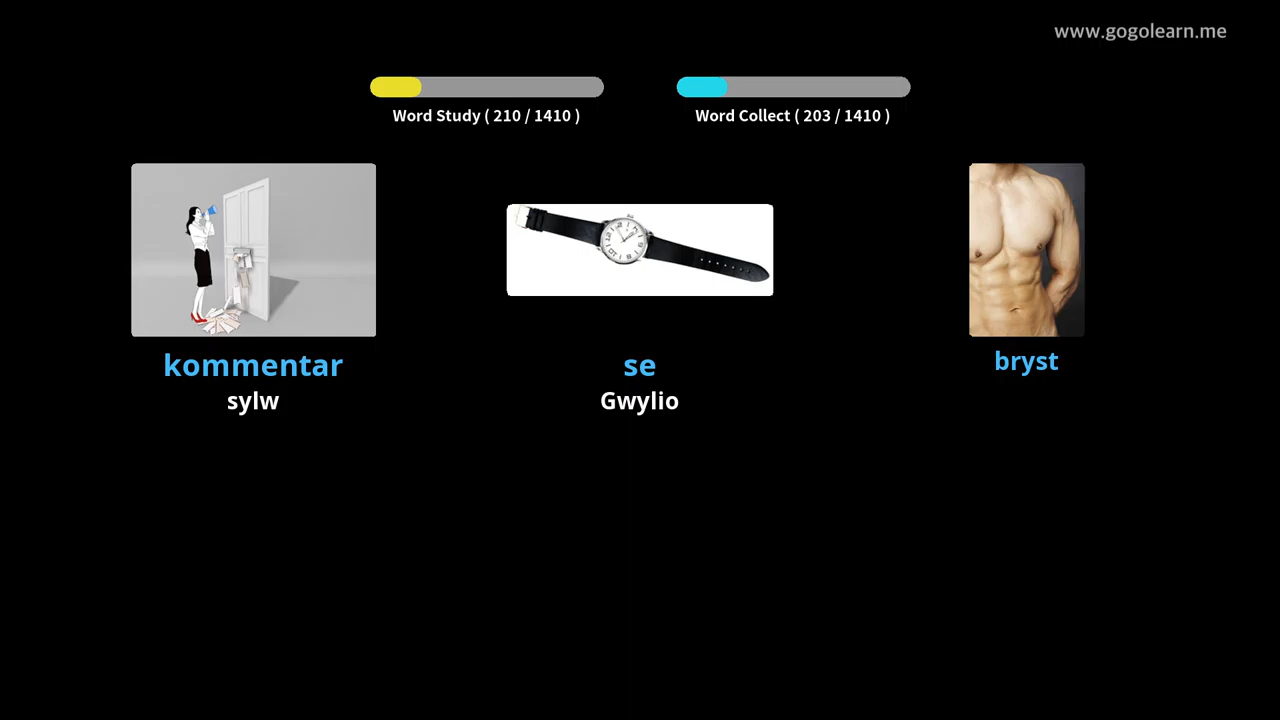 www.gogolearn.me
Word Study ( 210 / 1410 )
Word Collect ( 203 / 1410 )
kommentar
sylw
se
Gwylio
bryst